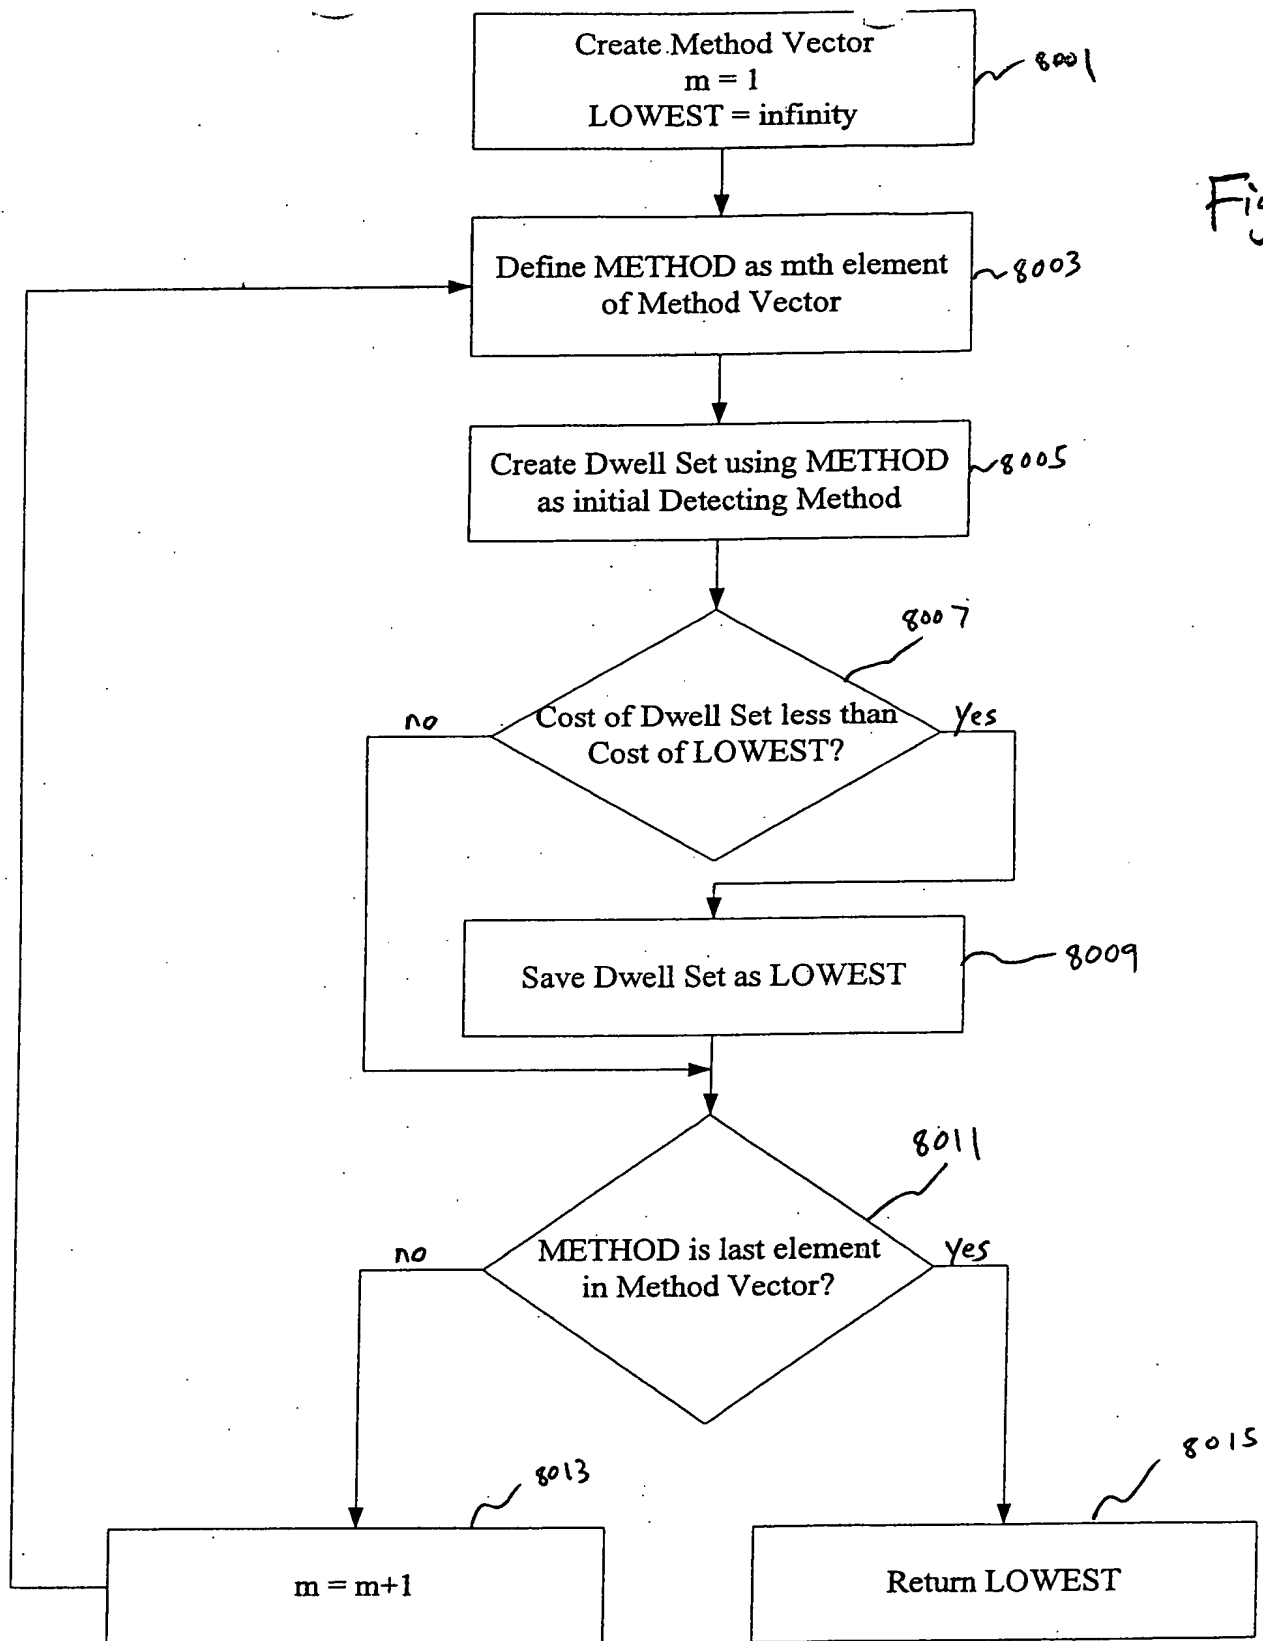 Create Method Vector
m = 1
LOWEST = infinity
8001
Fig
Define METHOD as mth element
of Method Vector
8003
Create Dwell Set using METHOD
as initial Detecting Method
8005
8007
no
Cost of Dwell Set less than
Cost of LOWEST?
yes
Save Dwell Set as LOWEST
8009
8011
no
METHOD is last element
in Method Vector?
yes
8013
m = m+1
8015
Return LOWEST